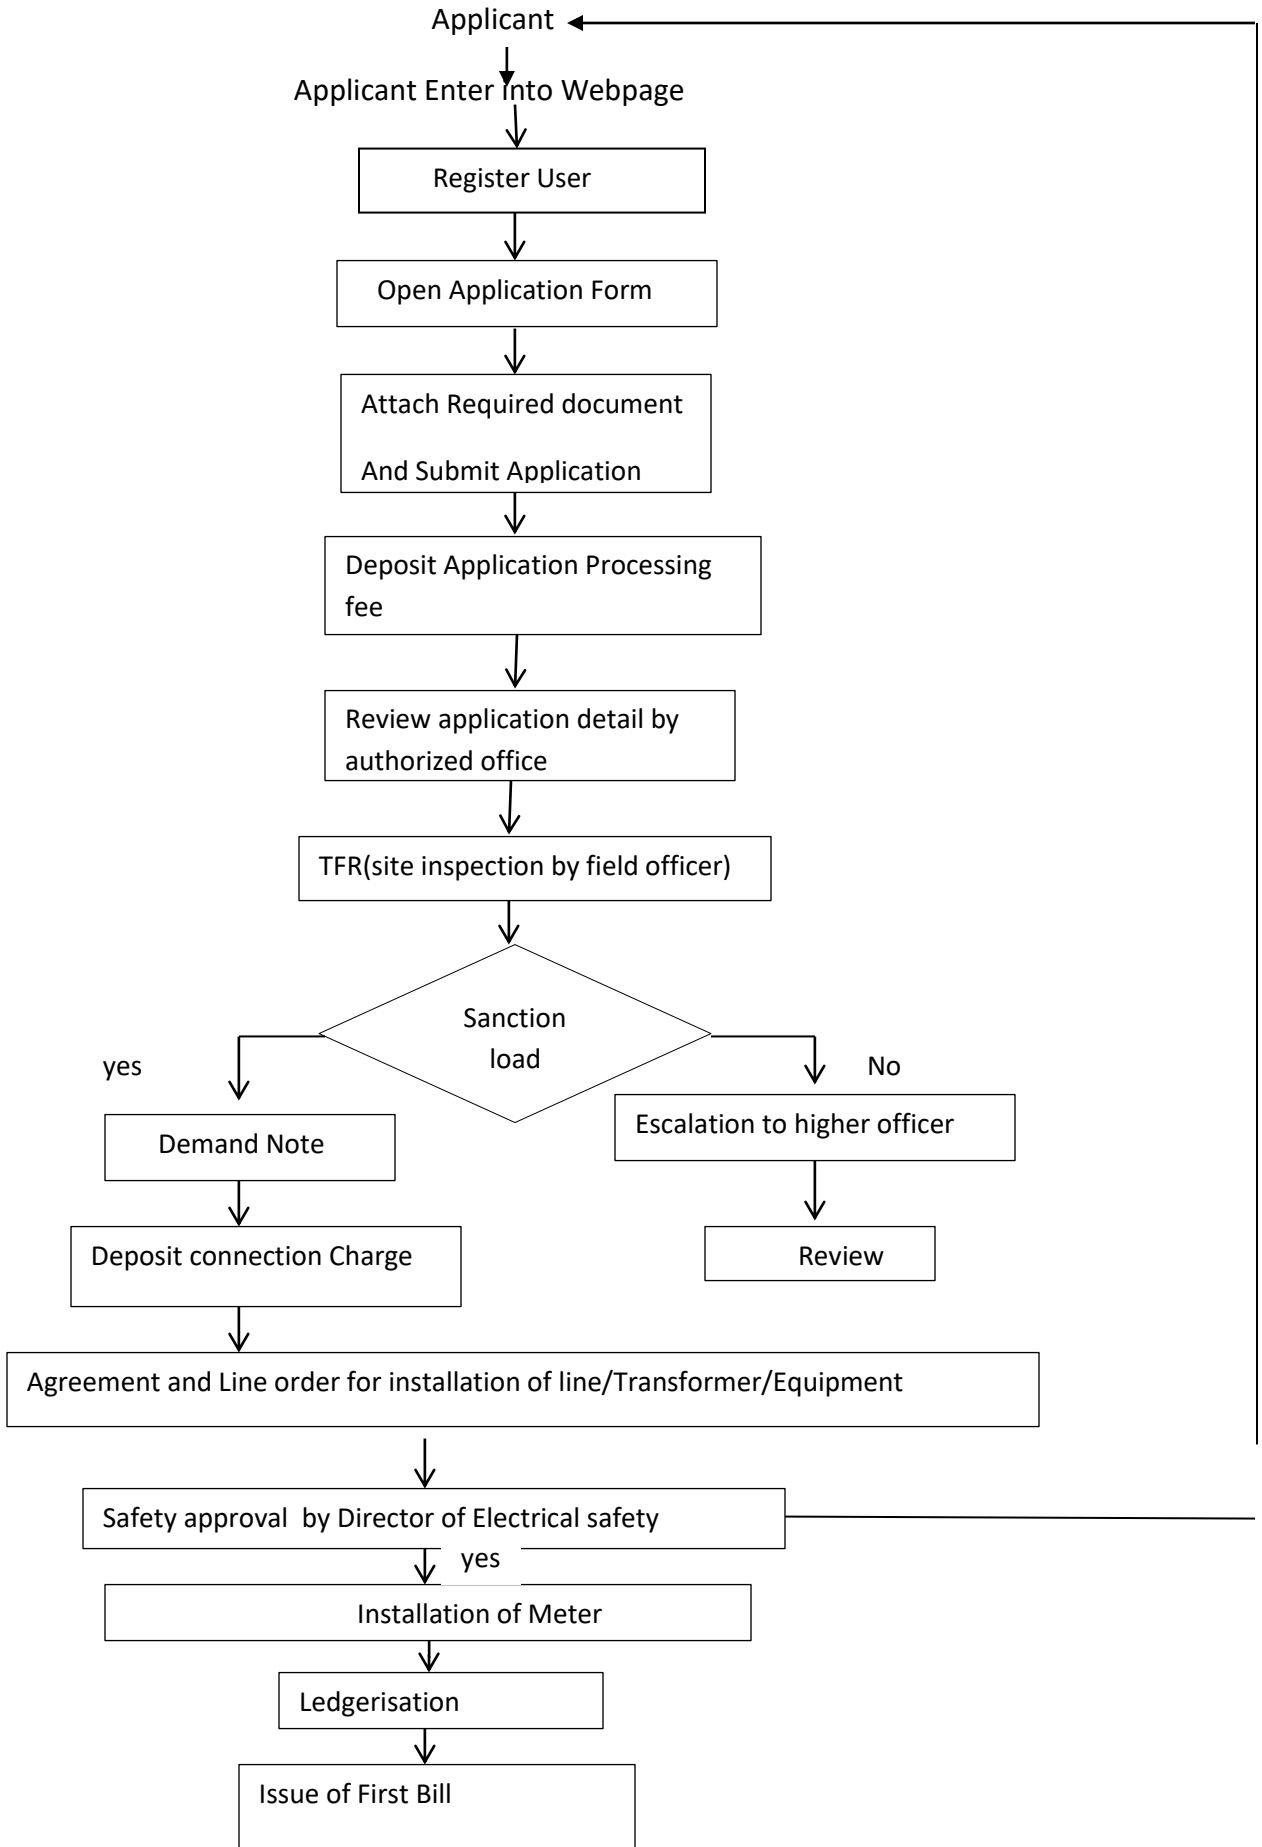 Applicant
Applicant Enter into Webpage
Register User
Open Application Form
Attach Required document
And Submit Application
Deposit Application Processing
fee
Review application detail by
authorized office
TFR(site inspection by field officer)
Sanction
load
yes
No
Demand Note
Escalation to higher officer
Deposit connection Charge
Review
Agreement and Line order for installation of line/Transformer/Equipment
Safety approval  by Director of Electrical safety
yes
Installation of Meter
Ledgerisation
Issue of First Bill